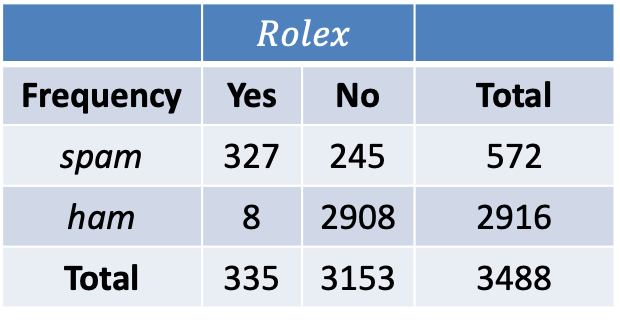 Rolex
Frequency Yes No Total
spam 327 245 572
ham 8 2908 2916
Total 335 3153 3488